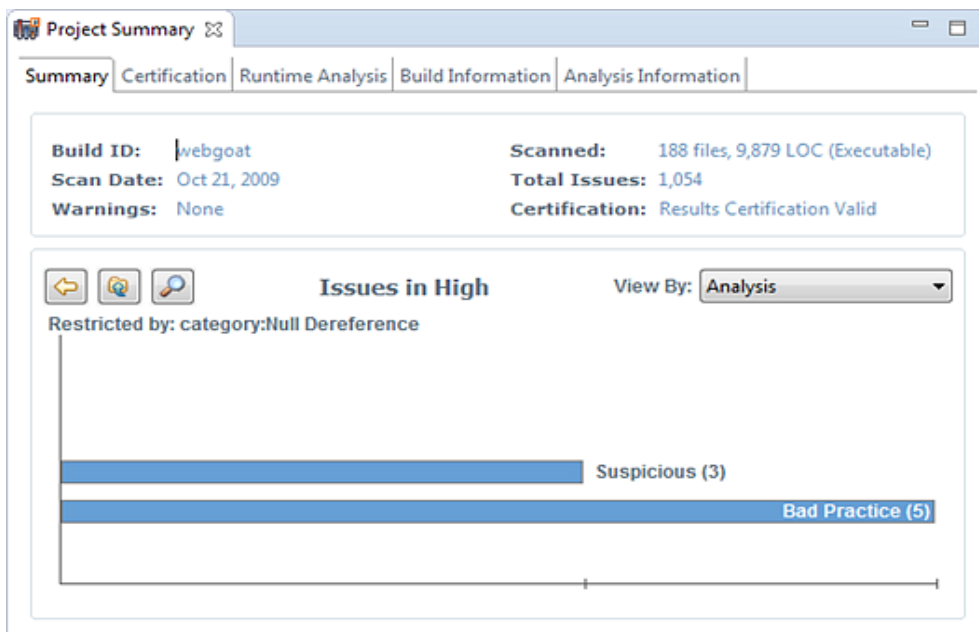 Project Summary
Summary Certification Runtime Analysis Build Information Analysis Information
Build ID: webgoat Scanned: 188 files, 9,879 LOC (Executable)
Scan Date: Oct 21, 2009 Total Issues: 1,054
Warnings: None Certification: Results Certification Valid
Issues in High View By: Analysis
Restricted by: category:Null Dereference
Suspicious (3)
Bad Practice (5)